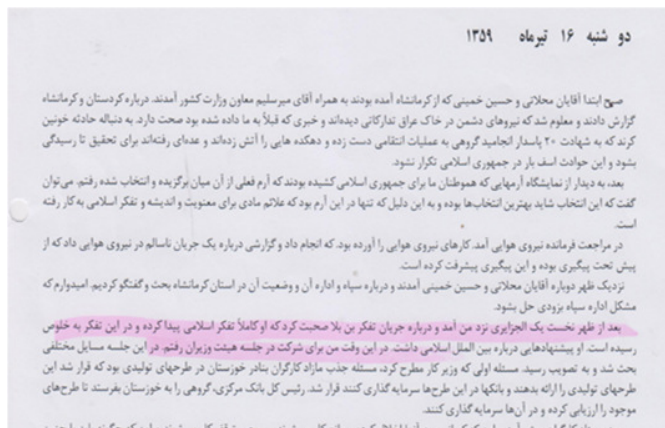 دو شنبه ۱۶ تیرماه ۱۳۵۹
صبح ابتدا آقایان محلاتی و حسین خمینی که از کرمانشاه آمده بودند به همراه آقای میرسلیم معاون وزارت کشور آمدند. درباره کردستان و کرمانشاه
گزارش دادند و معلوم شد که نیروهای دشمن در خاک عراق تدارکاتی دیده‌اند و خبری که قبلاً به ما داده شده بود صحت دارد. به دنباله حادثه خونین
کرند که به شهادت ۲۰ پاسدار انجامید گروهی به عملیات انتقامی دست زده و دهکده هایی را آتش زده‌اند و عده‌ای رفته‌اند برای تحقیق تا رسیدگی
بشود و این حوادث اسف بار در جمهوری اسلامی تکرار نشود.
بعد، به دیدار از نمایشگاه آرمهایی که هموطنان ما برای جمهوری اسلامی کشیده بودند که آرم فعلی از آن میان برگزیده و انتخاب شده رفتم. می‌توان
گفت که این انتخاب شاید بهترین انتخاب‌ها بوده و به این دلیل که تنها در این آرم بود که علائم مادی برای معنویت و اندیشه و تفکر اسلامی به کار رفته
است.
در مراجعت فرمانده نیروی هوایی آمد. کارهای نیروی هوایی را آورده بود. که انجام داد و گزارشی درباره یک جریان ناسالم در نیروی هوایی داد که از
پیش تحت پیگیری بوده و این پیگیری پیشرفت کرده است.
نزدیک ظهر دوباره آقایان محلاتی و حسین خمینی آمدند و درباره سپاه و اداره آن و وضعیت آن در استان کرمانشاه بحث و گفتگو کردیم. امیدوارم که
مشکل اداره سپاه بزودی حل بشود.
بعد از ظهر نخست یک الجزایری نزد من آمد و درباره جریان تفکر بن بلا صحبت کرد که او کاملاً تفکر اسلامی پیدا کرده و در این تفکر به خلوص
رسیده است. او پیشنهادهایی درباره بین الملل اسلامی داشت. در این وقت من برای شرکت در جلسه هیئت وزیران رفتم. در این جلسه مسایل مختلفی
بحث شد و به تصویب رسید. مسئله اولی که وزیر کار مطرح کرد، مسئله جذب مازاد کارگران بنادر خوزستان در طرحهای تولیدی بود که قرار شد این
طرحهای تولیدی را ارائه بدهند و بانکها در این طرح‌ها سرمایه گذاری کنند. قرار شد، رئیس کل بانک مرکزی، گروهی را به خوزستان بفرستد تا طرح‌های
موجود را ارزیابی کرده و در آن‌ها سرمایه گذاری کنند.